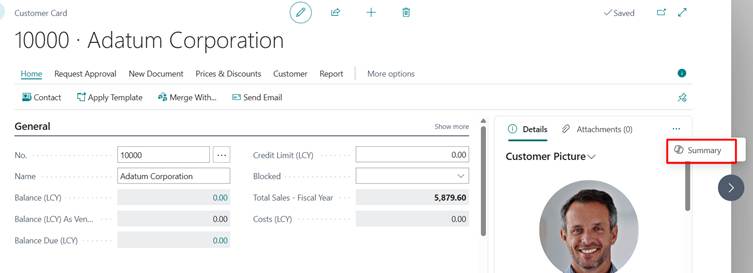 Customer Card
Saved
10000 · Adatum Corporation
Home Request Approval New Document Prices & Discounts Customer Report More options
Contact Apply Template Merge With... Send Email
General Show more
No. 10000 ...
Name Adatum Corporation
Balance (LCY) 0.00
Balance (LCY) As Ven... 0.00
Balance Due (LCY) 0.00
Credit Limit (LCY) 0.00
Blocked
Total Sales - Fiscal Year 5,879.60
Costs (LCY) 0.00
Details Attachments (0) ...
Summary
Customer Picture